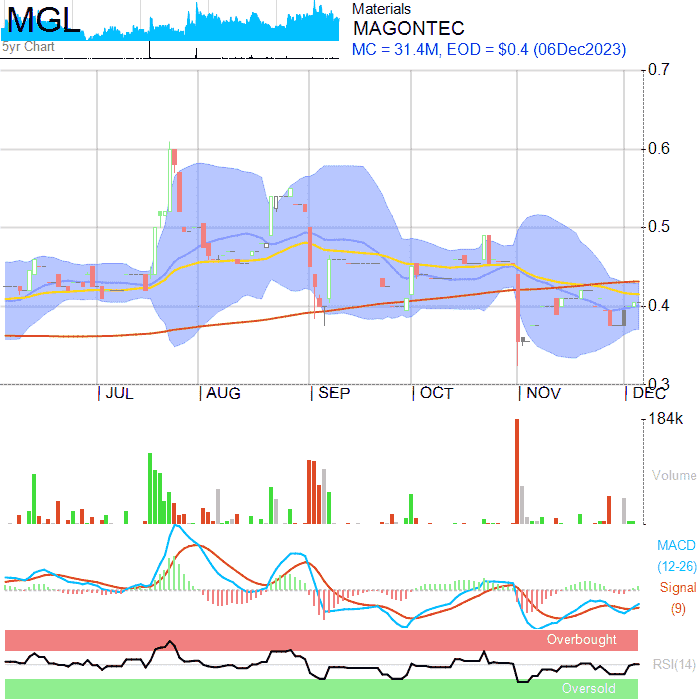 MGL
5yr Chart
Materials
MAGONTEC
MC = 31.4M, EOD = $0.4 (06Dec2023)
0.7
0.6
0.5
0.4
0.3
JUL AUG SEP OCT NOV DEC
184k
Volume
MACD
(12-26)
Signal
(9)
Overbought
RSI(14)
Oversold